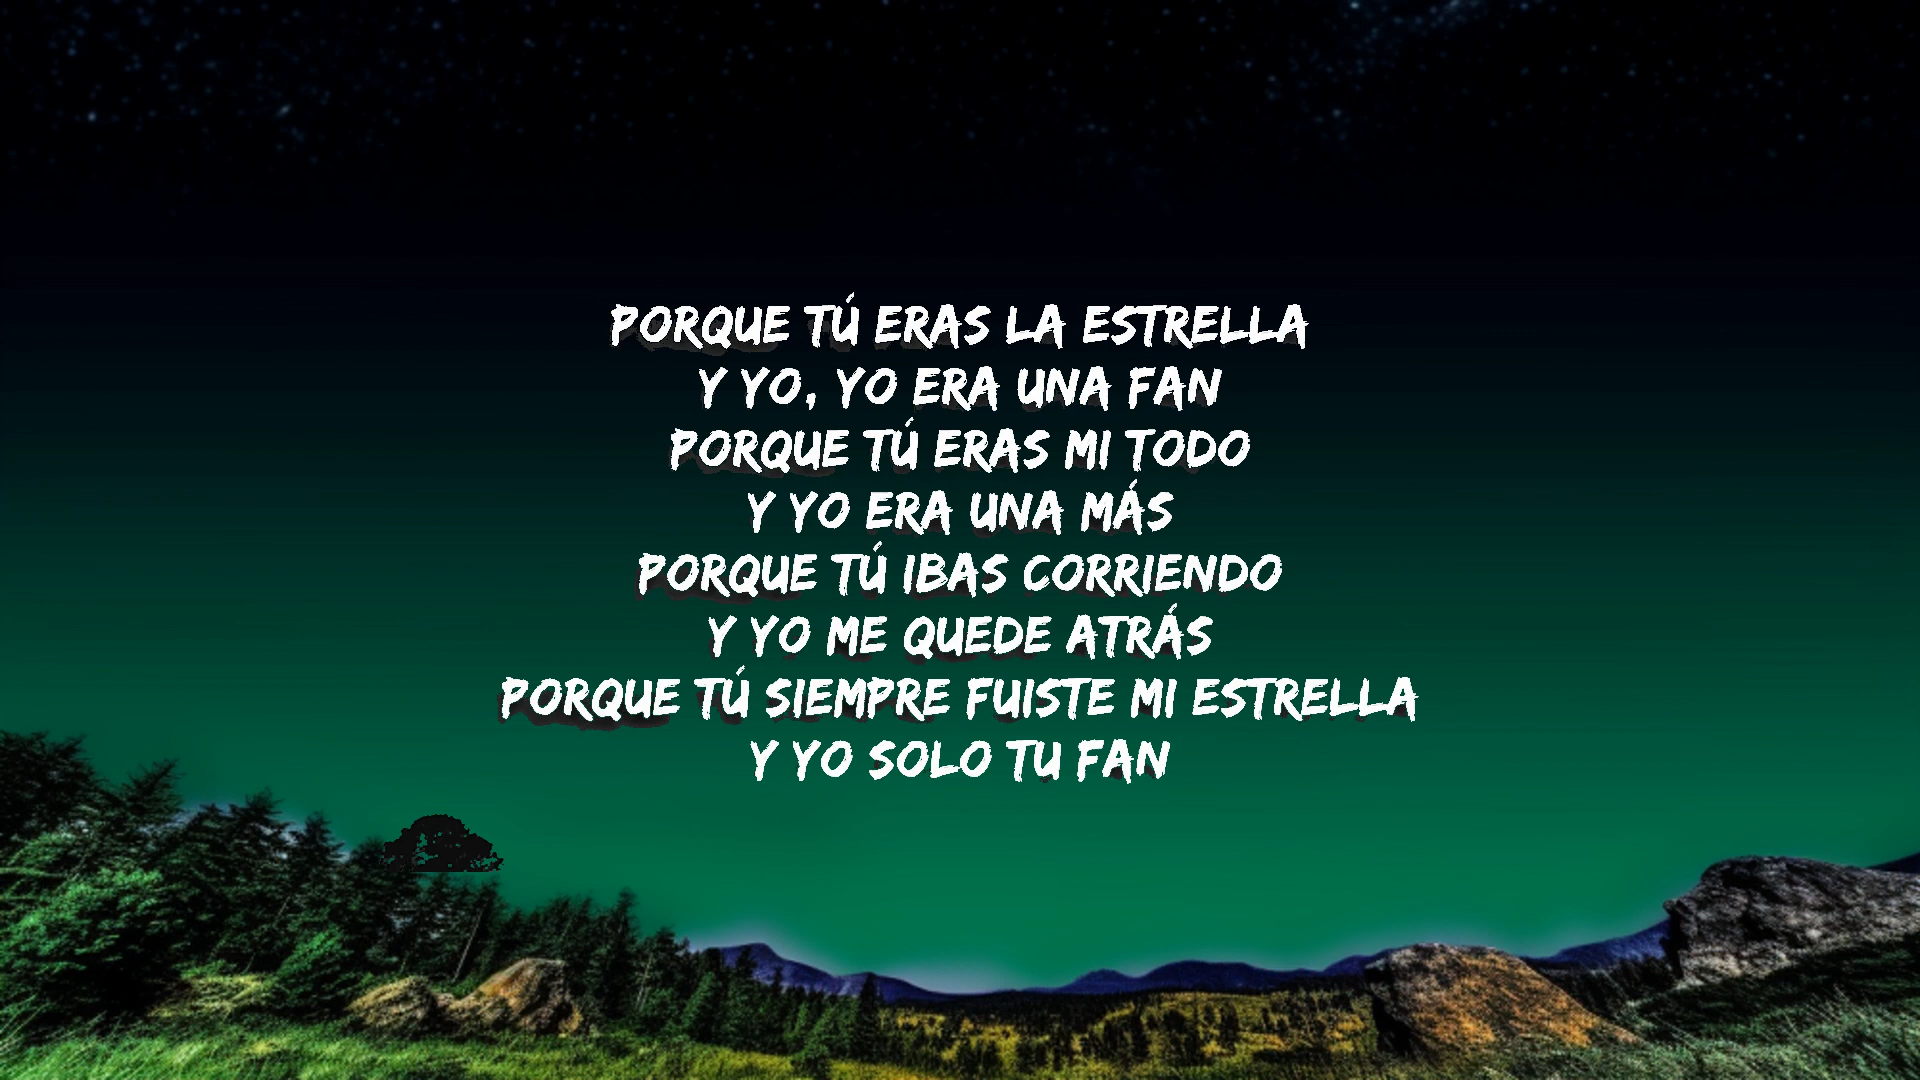 PORQUE TÚ ERAS LA ESTRELLA
Y YO, YO ERA UNA FAN
PORQUE TÚ ERAS MI TODO
Y YO ERA UNA MÁS
PORQUE TÚ IBAS CORRIENDO
Y YO ME QUEDE ATRÁS
PORQUE TÚ SIEMPRE FUISTE MI ESTRELLA
Y YO SOLO TU FAN